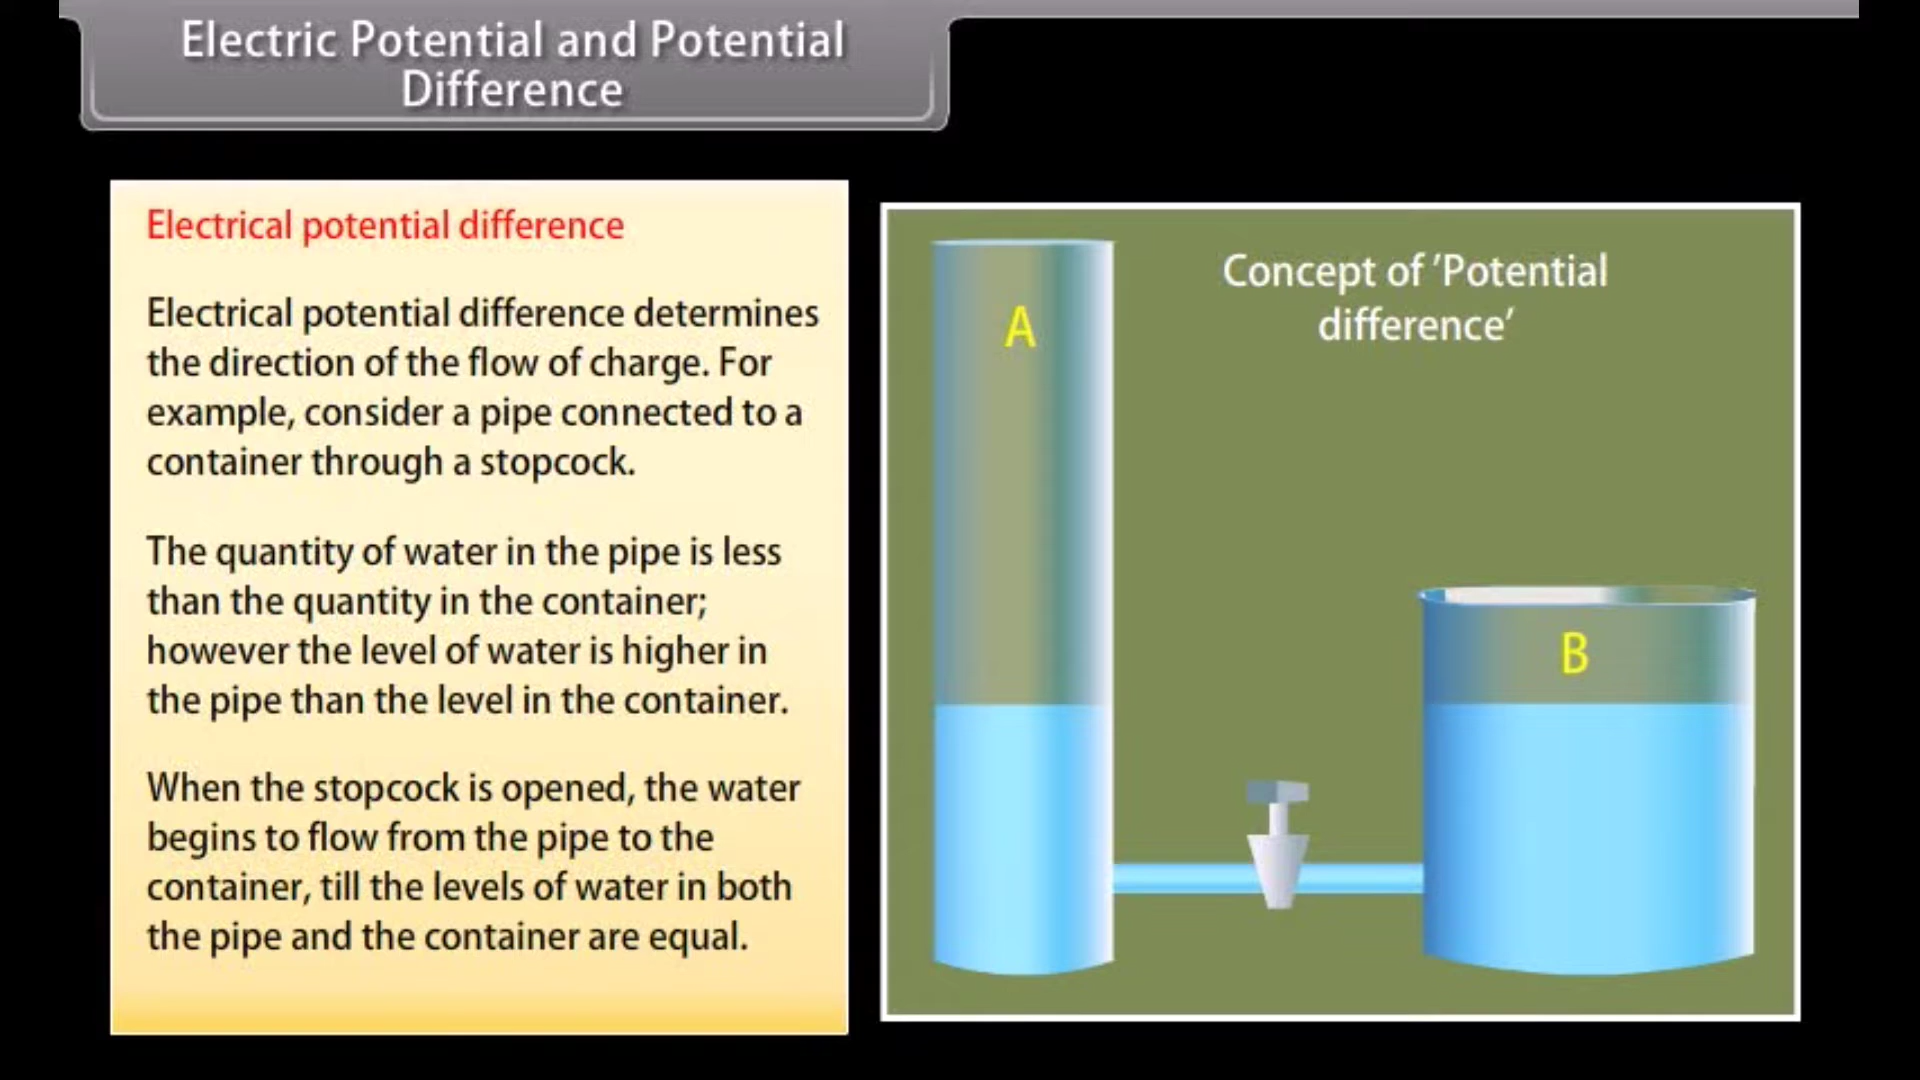 Electric Potential and Potential
Difference
Electrical potential difference
Electrical potential difference determines
the direction of the flow of charge. For
example, consider a pipe connected to a
container through a stopcock.
The quantity of water in the pipe is less
than the quantity in the container;
however the level of water is higher in
the pipe than the level in the container.
When the stopcock is opened, the water
begins to flow from the pipe to the
container, till the levels of water in both
the pipe and the container are equal.
Concept of 'Potential
difference'
A
B